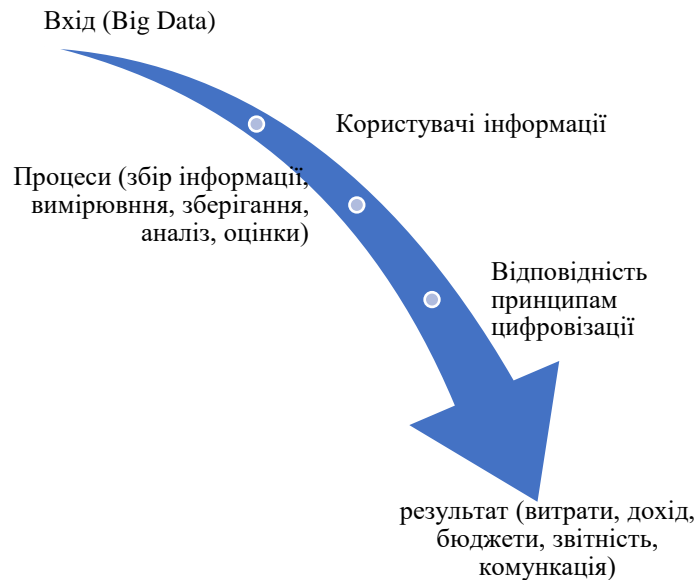 Вхід (Big Data)
Користувачі інформації
Процеси (збір інформації,
вимірювння, зберігання,
аналіз, оцінки)
Відповідність
принципам
цифровізації
результат (витрати, дохід,
бюджети, звітність,
комункація)